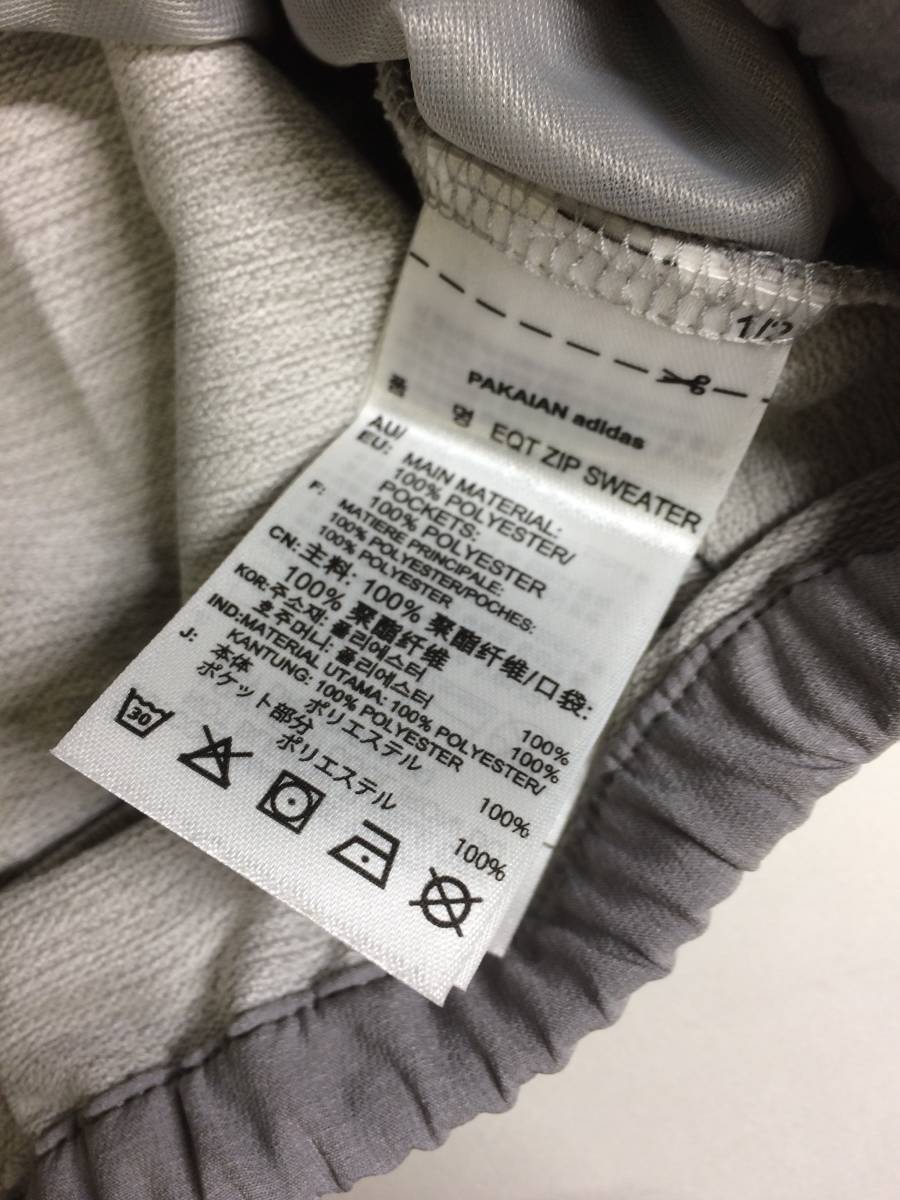 1/2
PAKAIAN adidas
品 名 EQT ZIP SWEATER
AU/
EU: MAIN MATERIAL:
100% POLYESTER/
POCKETS:
100% POLYESTER
F: MATIERE PRINCIPALE:
100% POLYESTER/POCHES:
100% POLYESTER
CN: 主料: 100% 聚酯纤维/口袋:
100% 聚酯纤维
KOR: 주소재: 폴리에스터 100%
호주머니: 폴리에스터 100%
IND: MATERIAL UTAMA: 100% POLYESTER/
KANTUNG: 100% POLYESTER
J: 本体 ポリエステル 100%
ポケット部分
ポリエステル 100%
30